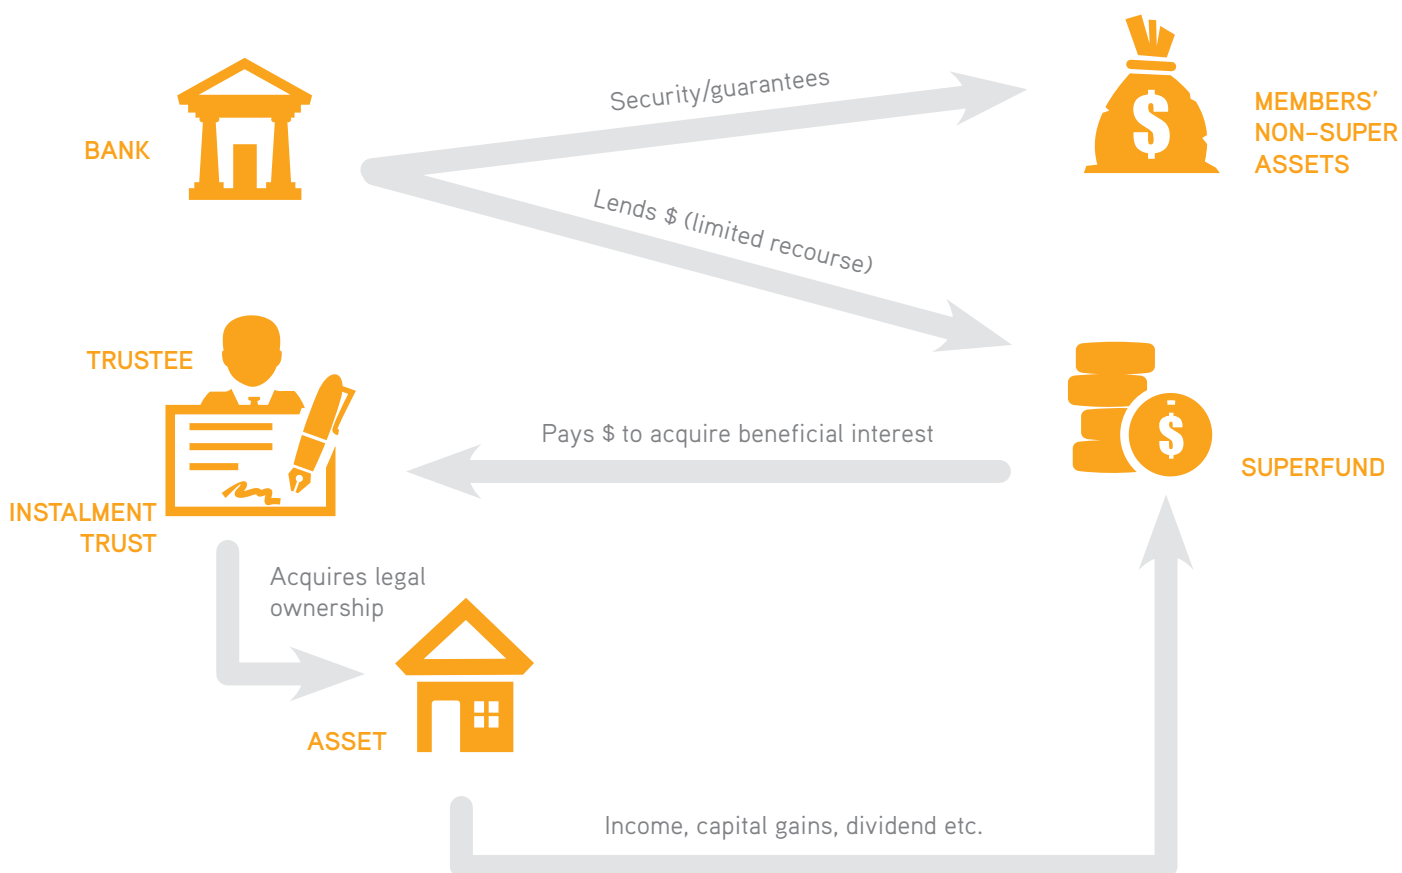 Security/guarantees
MEMBERS'
NON-SUPER
ASSETS
BANK
$
Lends $ (limited recourse)
TRUSTEE
Pays $ to acquire beneficial interest
$
SUPERFUND
INSTALMENT
TRUST
Acquires legal
ownership
ASSET
Income, capital gains, dividend etc.